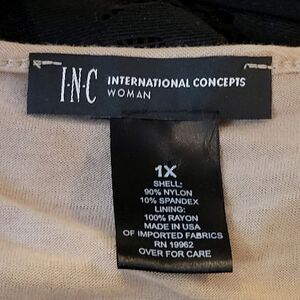 I·N·C INTERNATIONAL CONCEPTS
WOMAN
1X
SHELL:
90% NYLON
10% SPANDEX
LINING:
100% RAYON
MADE IN USA
OF IMPORTED FABRICS
RN 19962
OVER FOR CARE